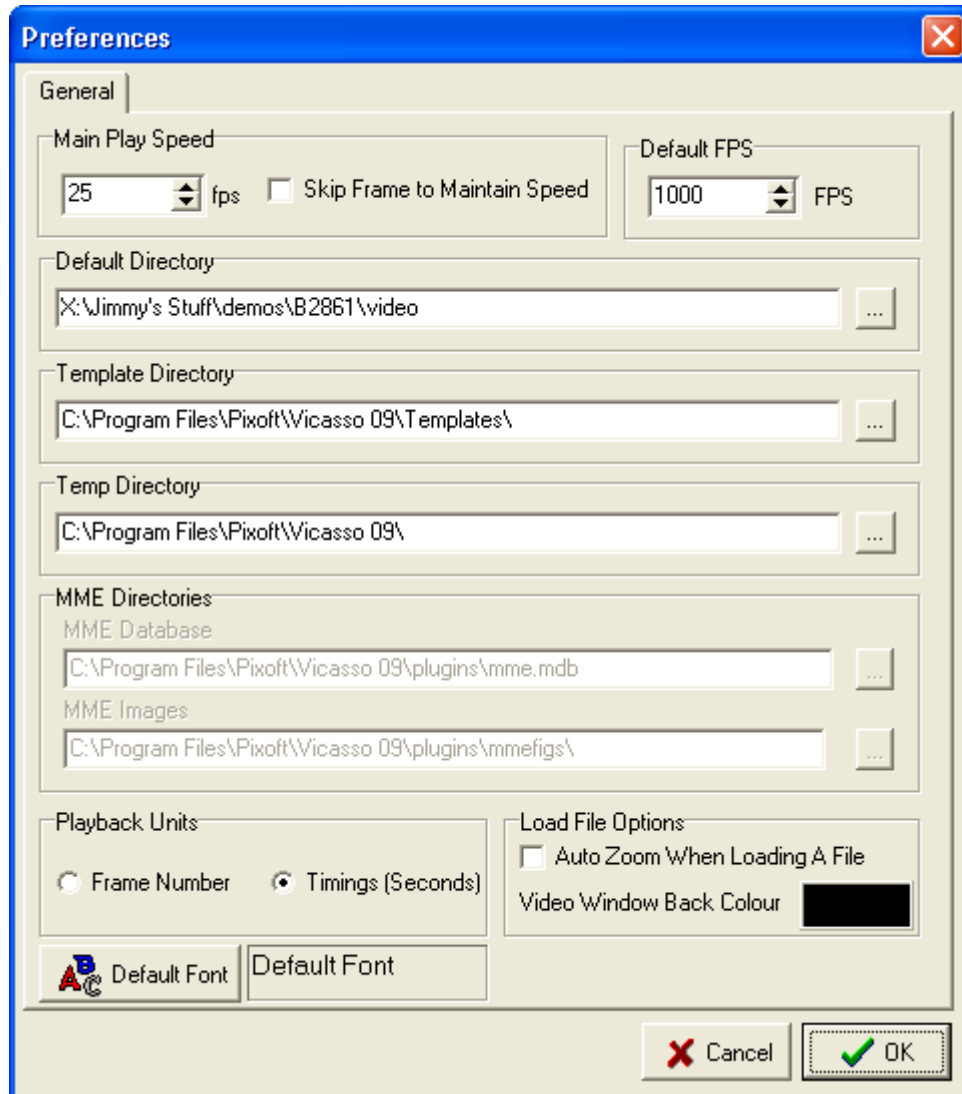 Preferences
General
Main Play Speed
25 fps Skip Frame to Maintain Speed
Default FPS
1000 FPS
Default Directory
X:\Jimmy's Stuff\demos\B2861\video
...
Template Directory
C:\Program Files\Pixoft\Vicasso 09\Templates\
...
Temp Directory
C:\Program Files\Pixoft\Vicasso 09\
...
MME Directories
MME Database
C:\Program Files\Pixoft\Vicasso 09\plugins\mme.mdb
...
MME Images
C:\Program Files\Pixoft\Vicasso 09\plugins\mmefigs\
...
Playback Units
Frame Number Timings (Seconds)
Load File Options
Auto Zoom When Loading A File
Video Window Back Colour
ABC Default Font
Default Font
Cancel
OK